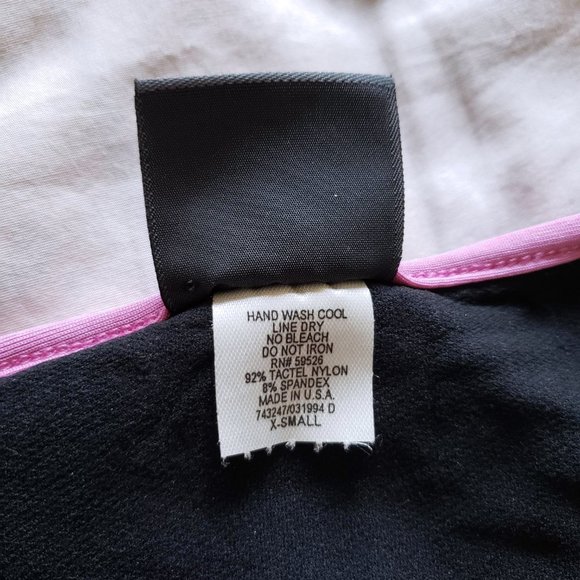 HAND WASH COOL
LINE DRY
NO BLEACH
DO NOT IRON
RN# 59526
92% TACTEL NYLON
8% SPANDEX
MADE IN U.S.A.
743247/031994 D
X-SMALL